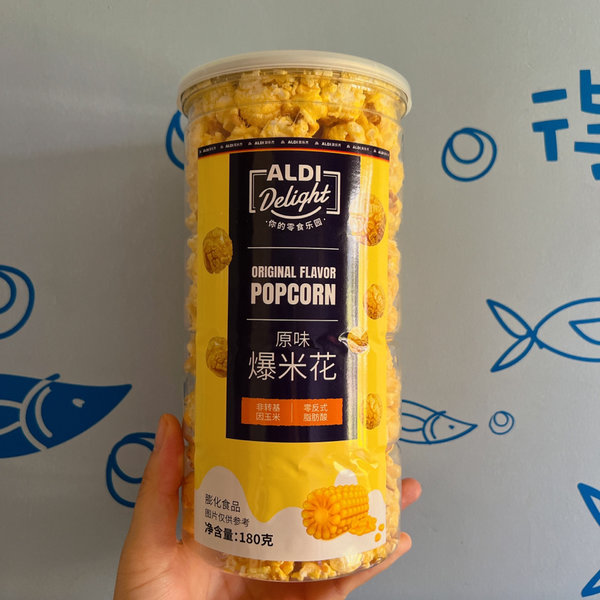 ALDI
Delight
·你的零食乐园·
ORIGINAL FLAVOR
POPCORN
原味
爆米花
非转基
因玉米
零反式
脂肪酸
膨化食品
图片仅供参考
净含量:180克